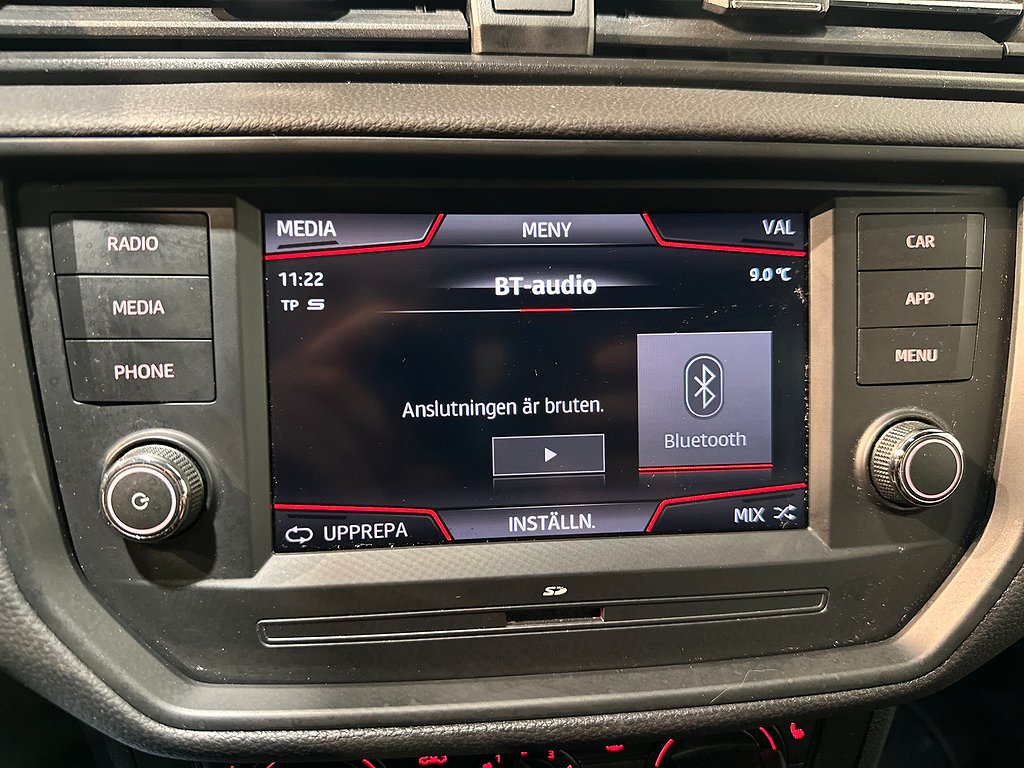 RADIO
MEDIA
PHONE
MEDIA
MENY
VAL
11:22
TP
BT-audio
9.0 °C
Anslutningen är bruten.
Bluetooth
UPPREPA
INSTÄLLN.
MIX
CAR
APP
MENU
SD